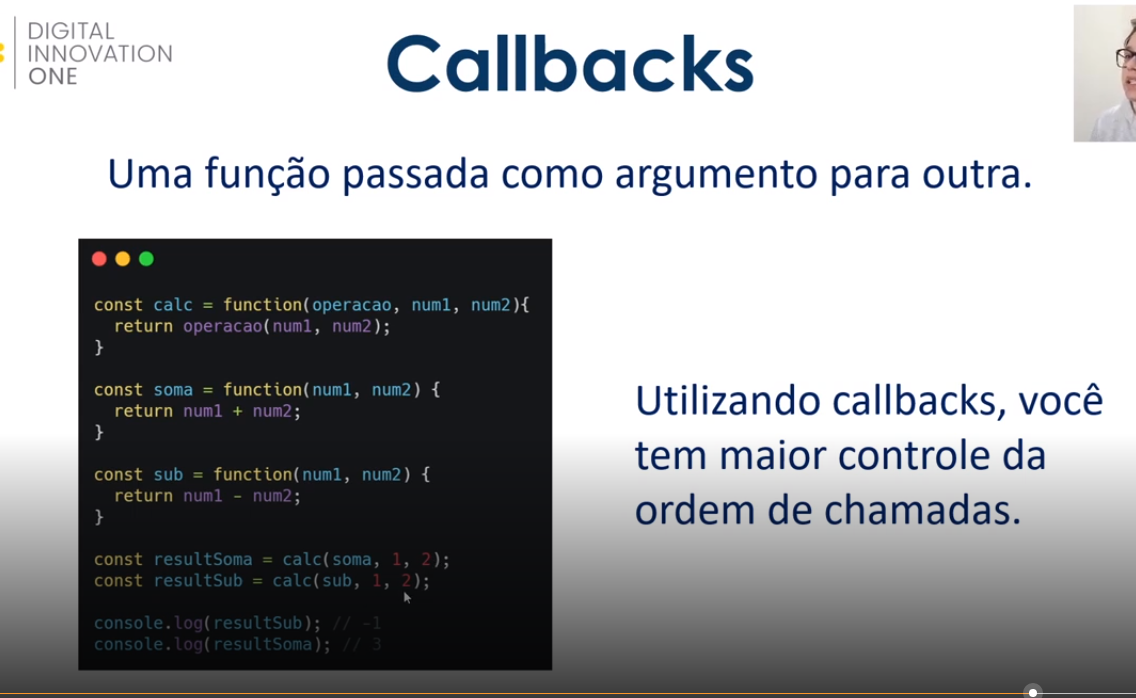 DIGITAL
INNOVATION
ONE
Callbacks
Uma função passada como argumento para outra.
const calc = function(operacao, num1, num2){
  return operacao(num1, num2);
}
const soma = function(num1, num2) {
  return num1 + num2;
}
const sub = function(num1, num2) {
  return num1 - num2;
}
const resultSoma = calc(soma, 1, 2);
const resultSub = calc(sub, 1, 2);
console.log(resultSub); // -1
console.log(resultSoma); // 3
Utilizando callbacks, você
tem maior controle da
ordem de chamadas.